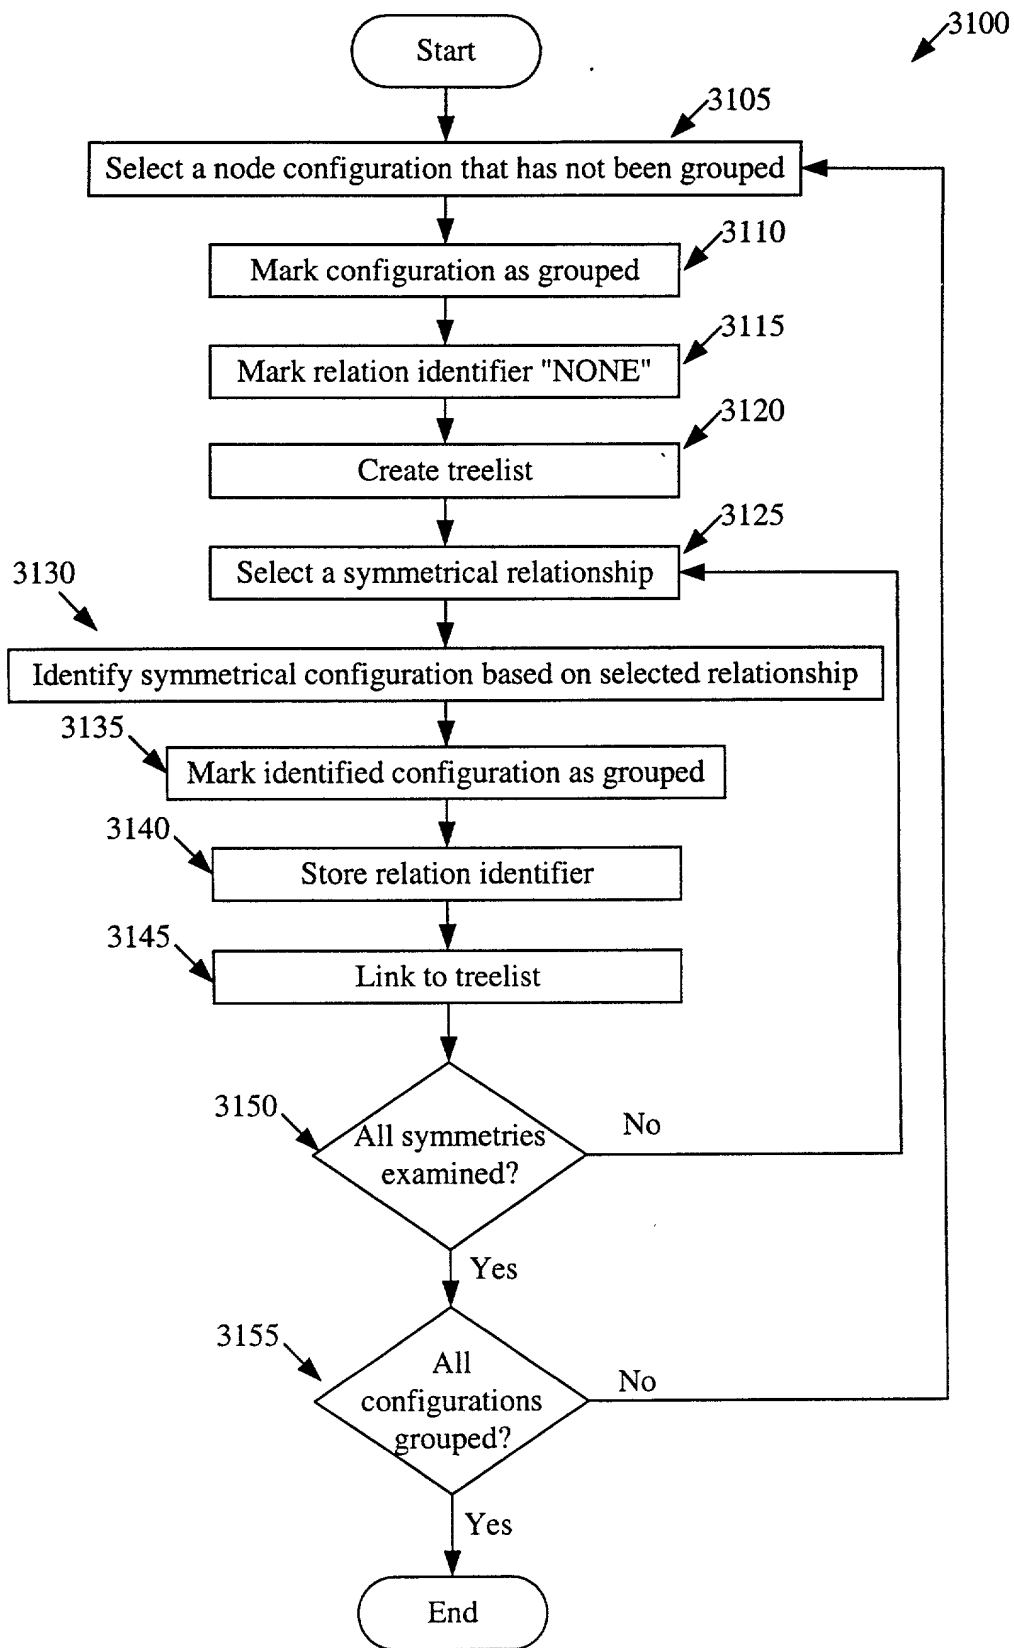 3100
Start
3105
Select a node configuration that has not been grouped
3110
Mark configuration as grouped
3115
Mark relation identifier "NONE"
3120
Create treelist
3125
Select a symmetrical relationship
3130
Identify symmetrical configuration based on selected relationship
3135
Mark identified configuration as grouped
3140
Store relation identifier
3145
Link to treelist
3150
All symmetries
examined?
No
Yes
3155
All
configurations
grouped?
No
Yes
End